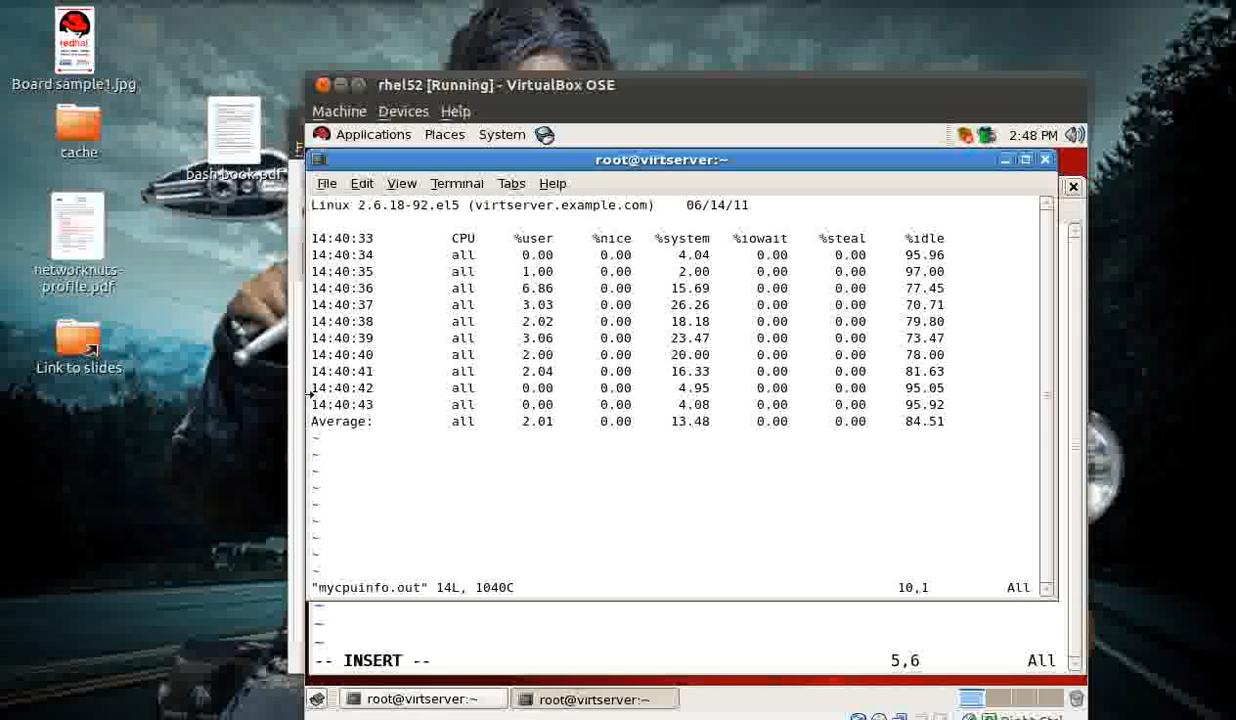 redhat
Board sample1.jpg
cache
bash book.pdf
networknuts-
profile.pdf
Link to slides
rhel52 [Running] - VirtualBox OSE
Machine Devices Help
Applications Places System 2:48 PM
root@virtserver:~
File Edit View Terminal Tabs Help
Linux 2.6.18-92.el5 (virtserver.example.com) 06/14/11
14:40:33 CPU %user %nice %system %iowait %steal %idle
14:40:34 all 0.00 0.00 4.04 0.00 0.00 95.96
14:40:35 all 1.00 0.00 2.00 0.00 0.00 97.00
14:40:36 all 6.86 0.00 15.69 0.00 0.00 77.45
14:40:37 all 3.03 0.00 26.26 0.00 0.00 70.71
14:40:38 all 2.02 0.00 18.18 0.00 0.00 79.80
14:40:39 all 3.06 0.00 23.47 0.00 0.00 73.47
14:40:40 all 2.00 0.00 20.00 0.00 0.00 78.00
14:40:41 all 2.04 0.00 16.33 0.00 0.00 81.63
14:40:42 all 0.00 0.00 4.95 0.00 0.00 95.05
14:40:43 all 0.00 0.00 4.08 0.00 0.00 95.92
Average: all 2.01 0.00 13.48 0.00 0.00 84.51
~
~
~
~
~
~
~
~
~
"mycpuinfo.out" 14L, 1040C 10,1 All
~
~
~
-- INSERT -- 5,6 All
root@virtserver:~ root@virtserver:~
Right Ctrl